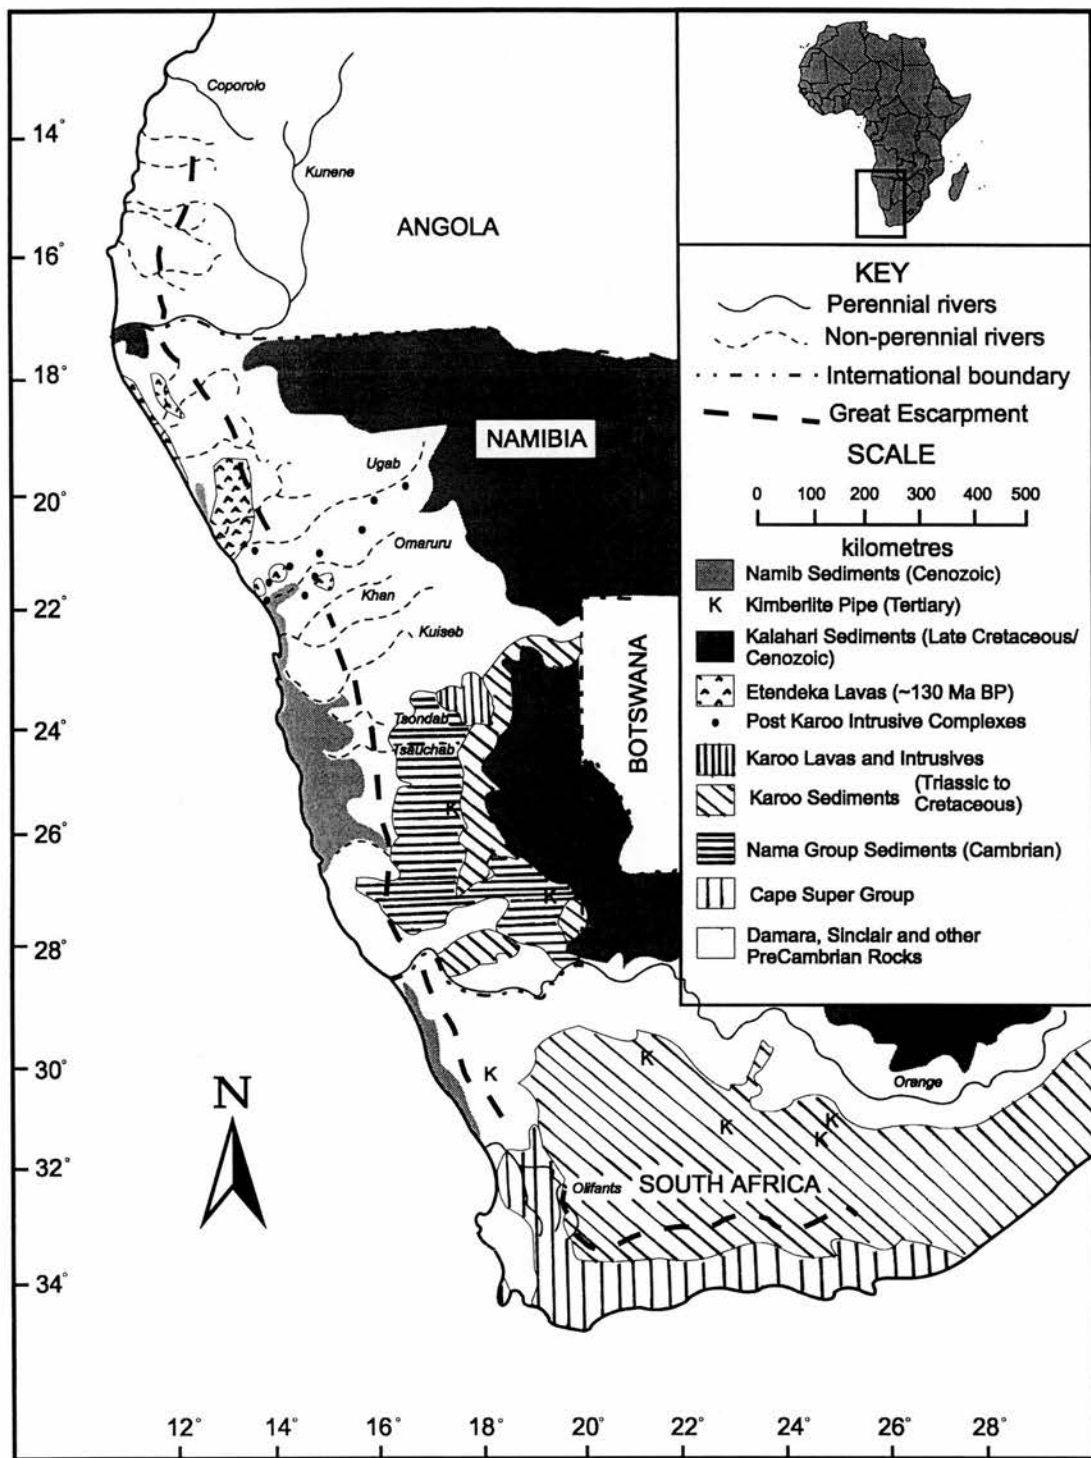 Coporolo
Kunene
ANGOLA
14°
16°
18°
20°
22°
24°
26°
28°
30°
32°
34°
NAMIBIA
Ugab
Omaruru
Khan
Kuiseb
Tsondab
Tsauchab
BOTSWANA
K
K
K
K
K
K
K
Orange
Olifants
SOUTH AFRICA
N
12°
14°
16°
18°
20°
22°
24°
26°
28°
KEY
Perennial rivers
Non-perennial rivers
International boundary
Great Escarpment
SCALE
0 100 200 300 400 500
kilometres
Namib Sediments (Cenozoic)
K Kimberlite Pipe (Tertiary)
Kalahari Sediments (Late Cretaceous/
Cenozoic)
Etendeka Lavas (~130 Ma BP)
Post Karoo Intrusive Complexes
Karoo Lavas and Intrusives
Karoo Sediments (Triassic to
Cretaceous)
Nama Group Sediments (Cambrian)
Cape Super Group
Damara, Sinclair and other
PreCambrian Rocks